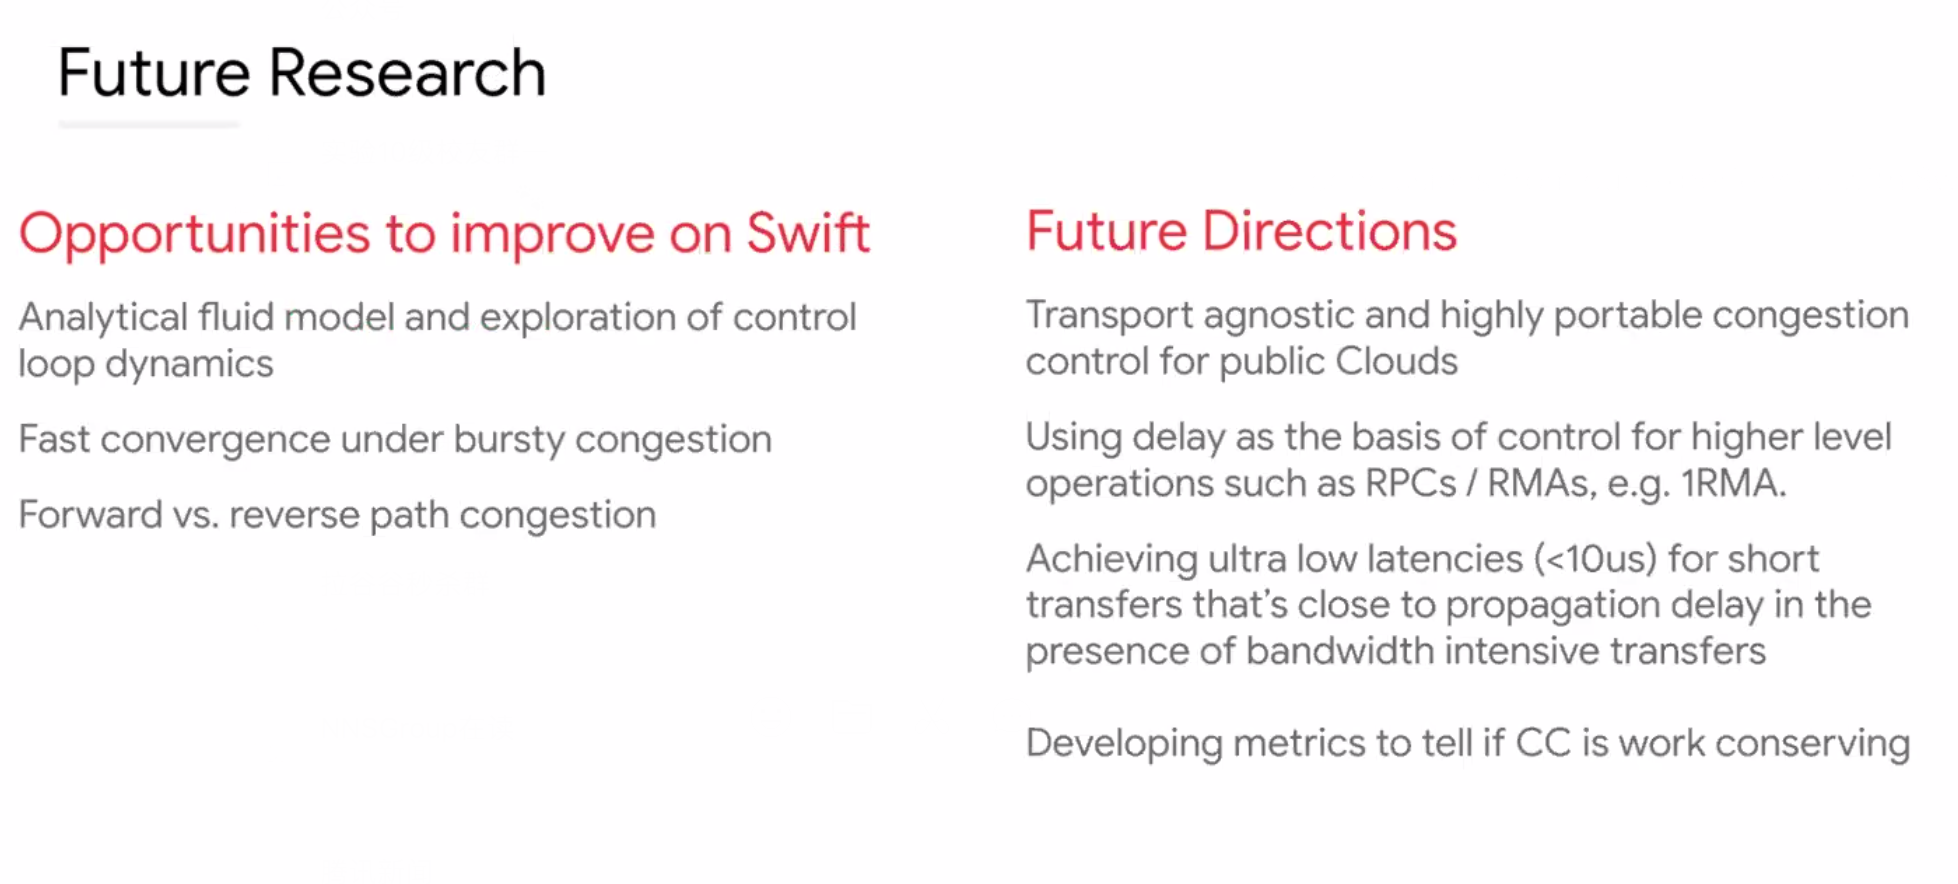 Future Research
Opportunities to improve on Swift
Analytical fluid model and exploration of control
loop dynamics
Fast convergence under bursty congestion
Forward vs. reverse path congestion
Future Directions
Transport agnostic and highly portable congestion
control for public Clouds
Using delay as the basis of control for higher level
operations such as RPCs / RMAs, e.g. 1RMA.
Achieving ultra low latencies (<10us) for short
transfers that's close to propagation delay in the
presence of bandwidth intensive transfers
Developing metrics to tell if CC is work conserving